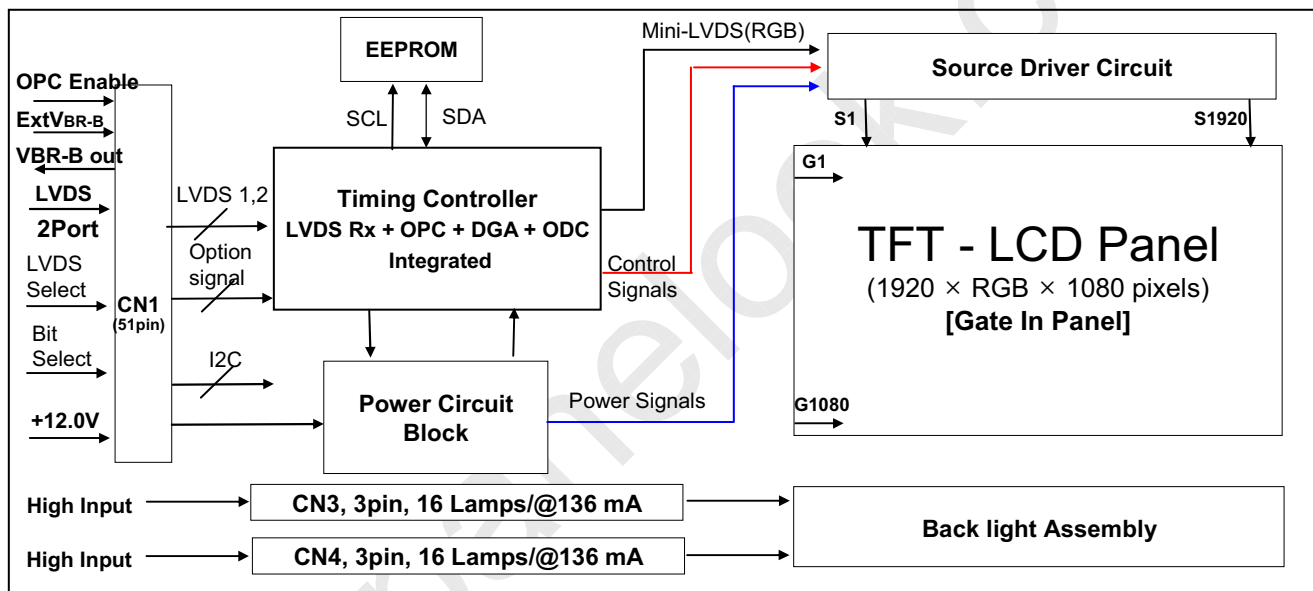 EEPROM
Mini-LVDS(RGB)
Source Driver Circuit
OPC Enable
ExtVBR-B
VBR-B out
LVDS
2Port
LVDS
Select
Bit
Select
+12.0V
CN1
(51pin)
LVDS 1,2
Option
signal
I2C
SCL
SDA
Timing Controller
LVDS Rx + OPC + DGA + ODC
Integrated
Control
Signals
Power Circuit
Block
Power Signals
S1
S1920
G1
TFT - LCD Panel
(1920 × RGB × 1080 pixels)
[Gate In Panel]
G1080
High Input
CN3, 3pin, 16 Lamps/@136 mA
High Input
CN4, 3pin, 16 Lamps/@136 mA
Back light Assembly